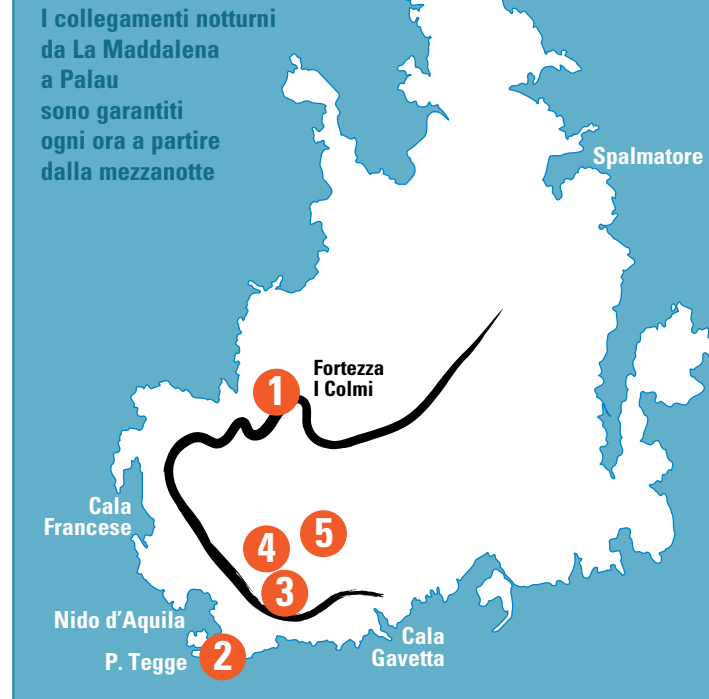 I collegamenti notturni
da La Maddalena
a Palau
sono garantiti
ogni ora a partire
dalla mezzanotte
Spalmatore
Fortezza
I Colmi
1
Cala
Francese
5
4
3
Nido d'Aquila
P. Tegge
2
Cala
Gavetta